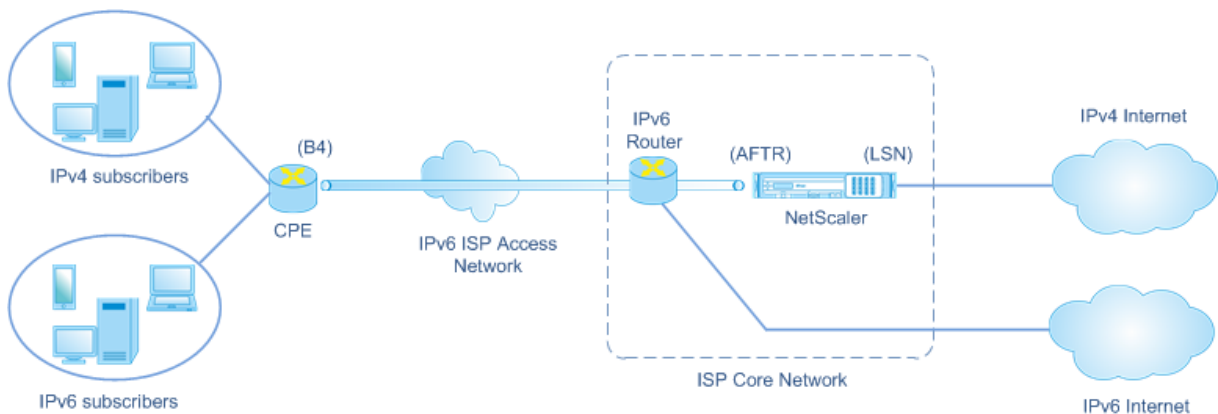 IPv4 subscribers
(B4)
CPE
IPv6 ISP Access
Network
IPv6
Router
(AFTR)
(LSN)
NetScaler
IPv4 Internet
IPv6 subscribers
ISP Core Network
IPv6 Internet